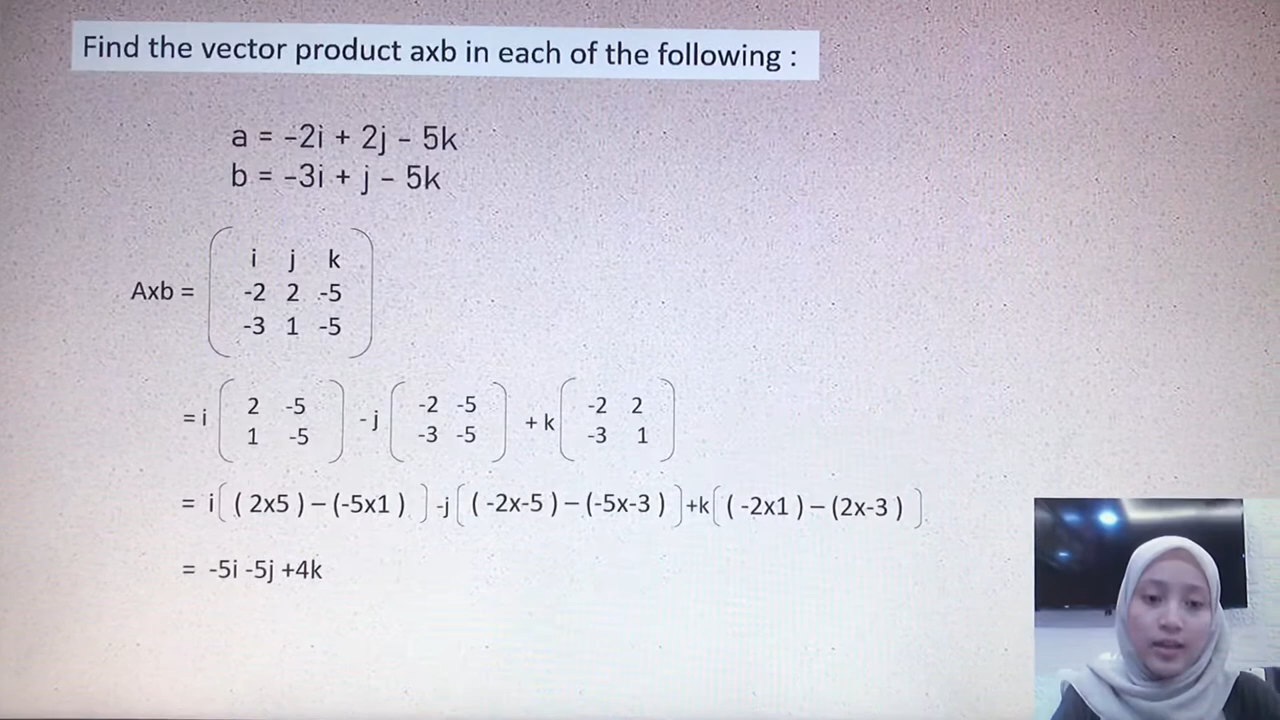 Find the vector product axb in each of the following :
a = -2i + 2j - 5k
b = -3i + j - 5k
i j k
Axb = -2 2 -5
-3 1 -5
= i ( 2 -5 ) - j ( -2 -5 ) + k ( -2 2 )
1 -5 -3 -5 -3 1
= i[ ( 2x5 ) – (-5x1 ) ] -j[ ( -2x-5 ) – (-5x-3 ) ]+k[ ( -2x1 ) – (2x-3 ) ]
= -5i -5j +4k